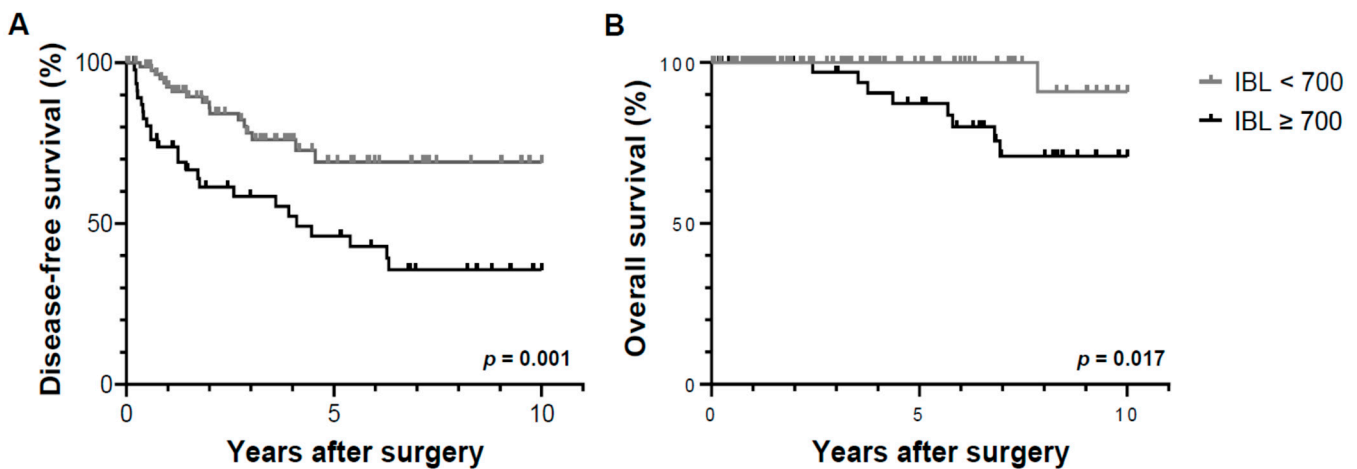 A
Disease-free survival (%)
100
50
0
0
5
10
Years after surgery
p = 0.001
B
Overall survival (%)
100
50
0
0
5
10
Years after surgery
p = 0.017
IBL < 700
IBL ≥ 700